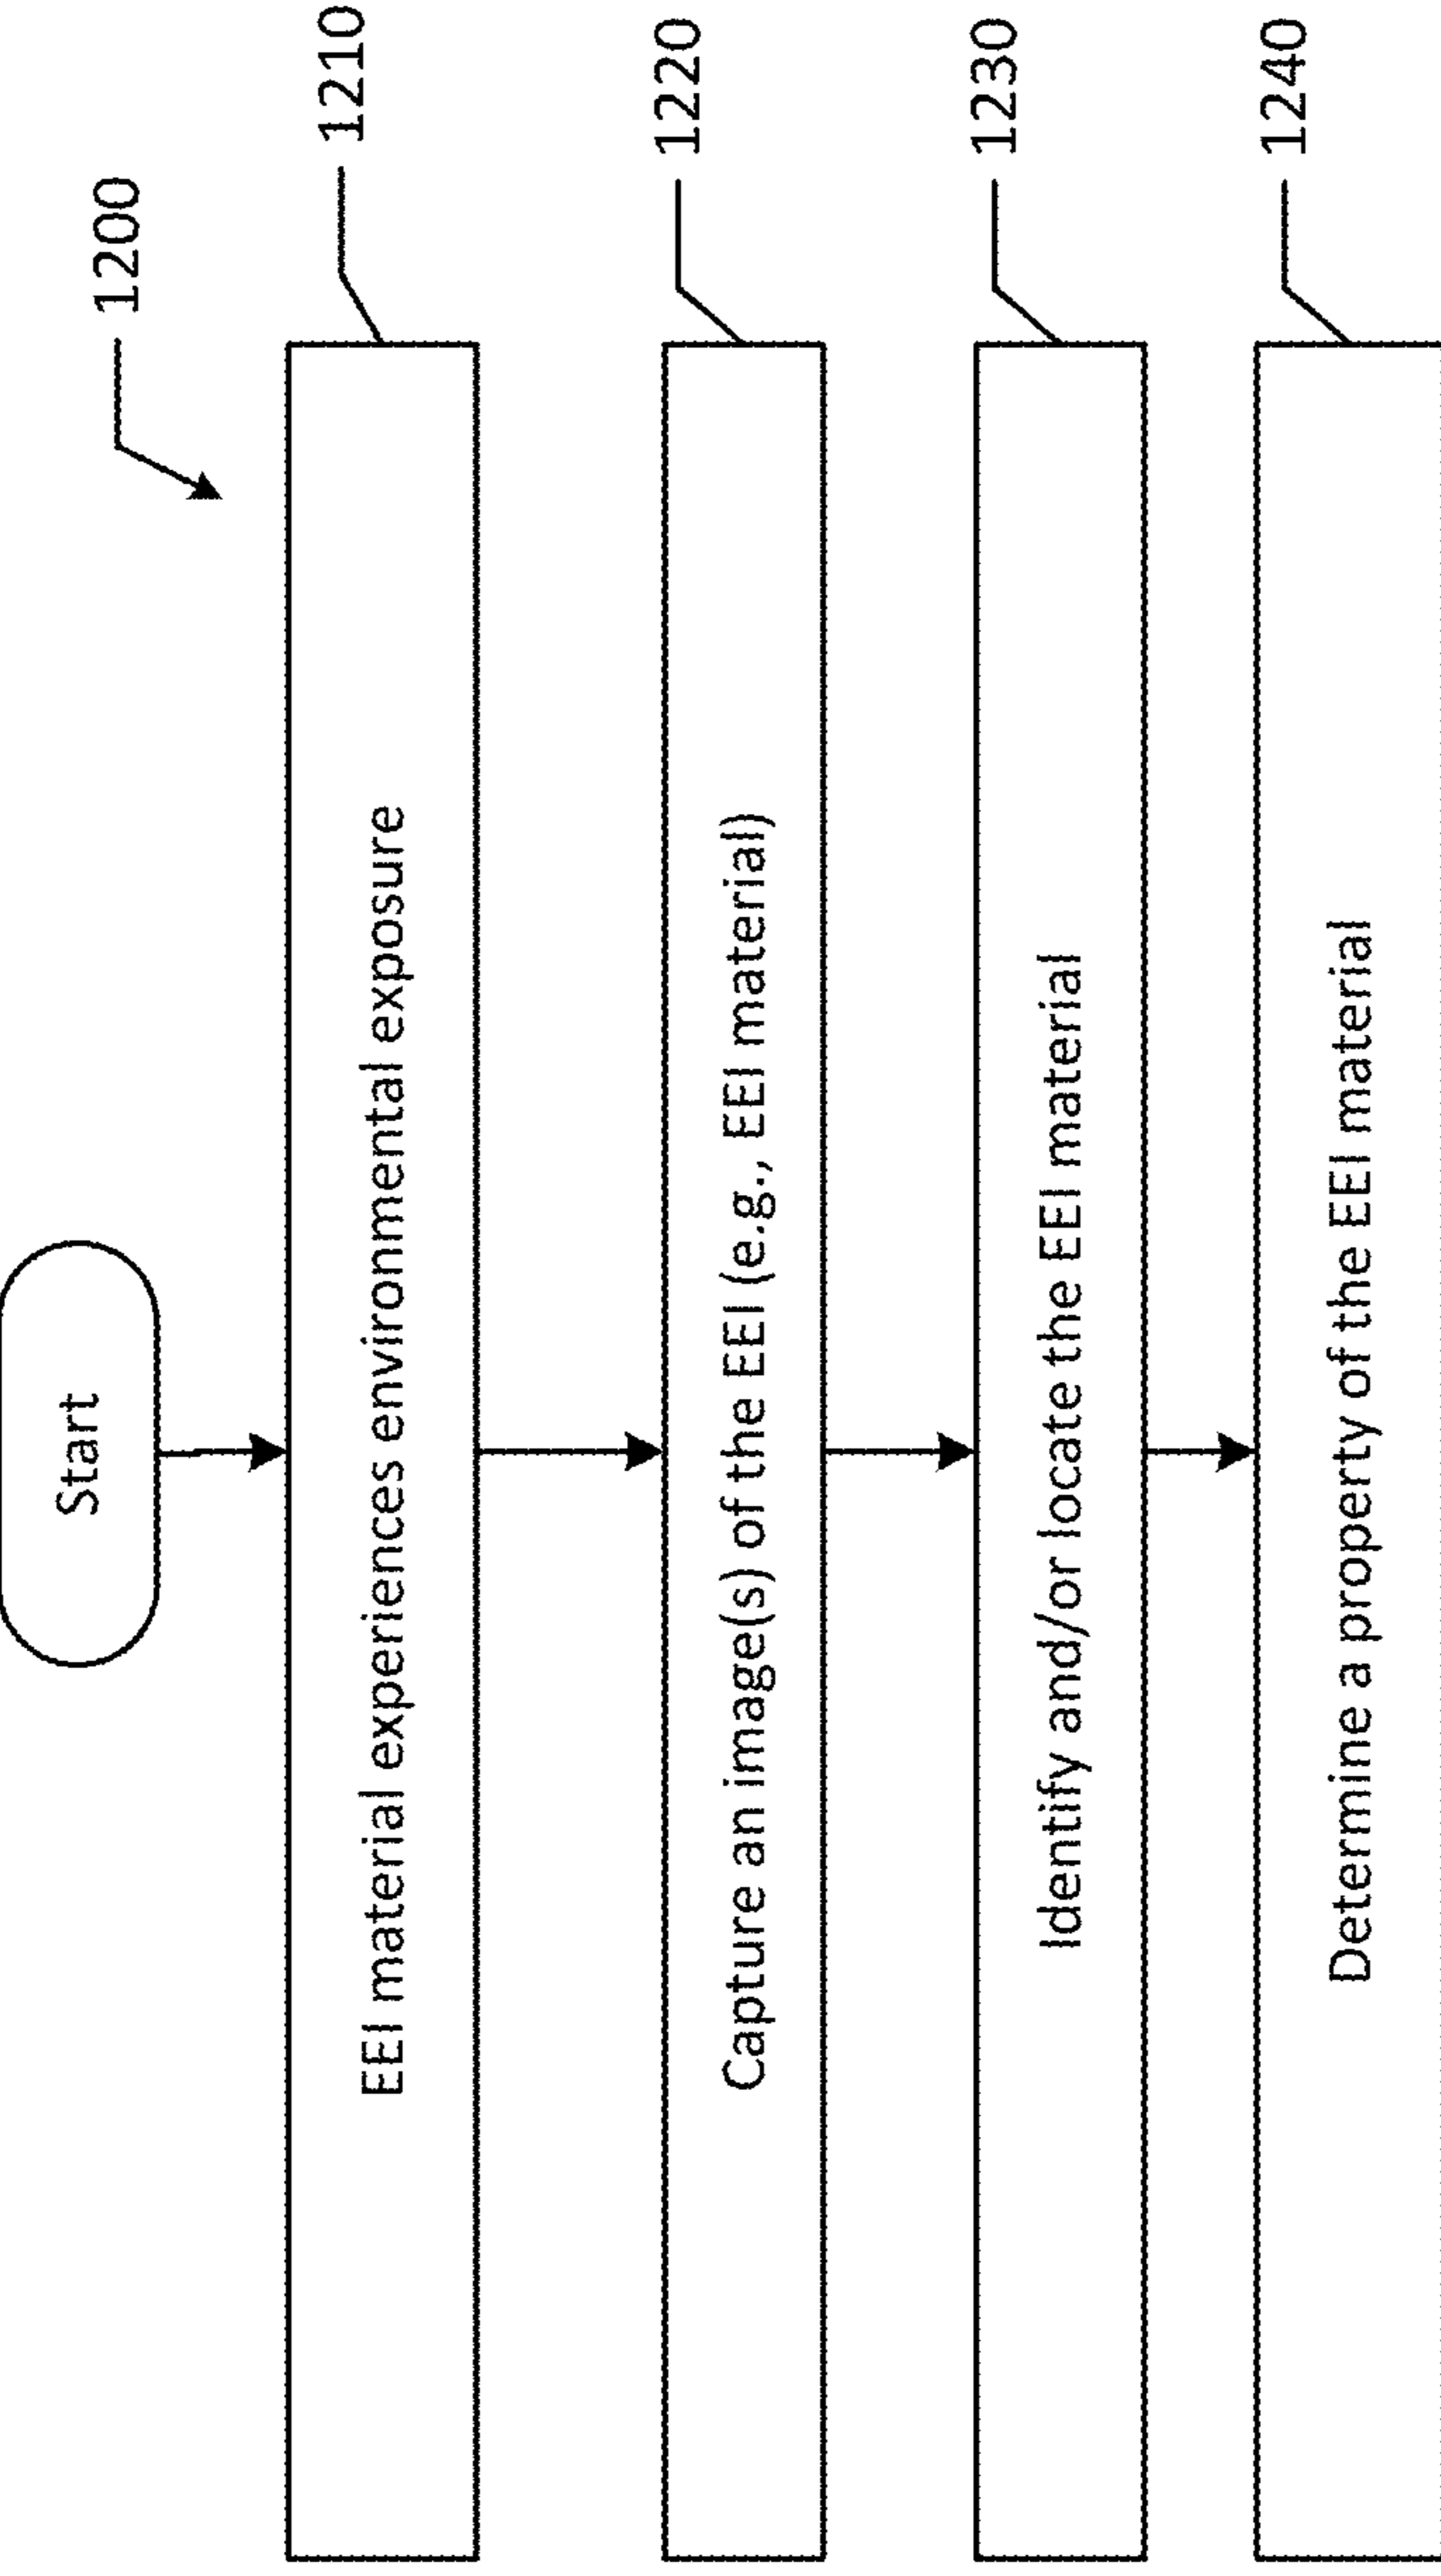 1200
Start
1210
EEI material experiences environmental exposure
1220
Capture an image(s) of the EEI (e.g., EEI material)
1230
Identify and/or locate the EEI material
1240
Determine a property of the EEI material